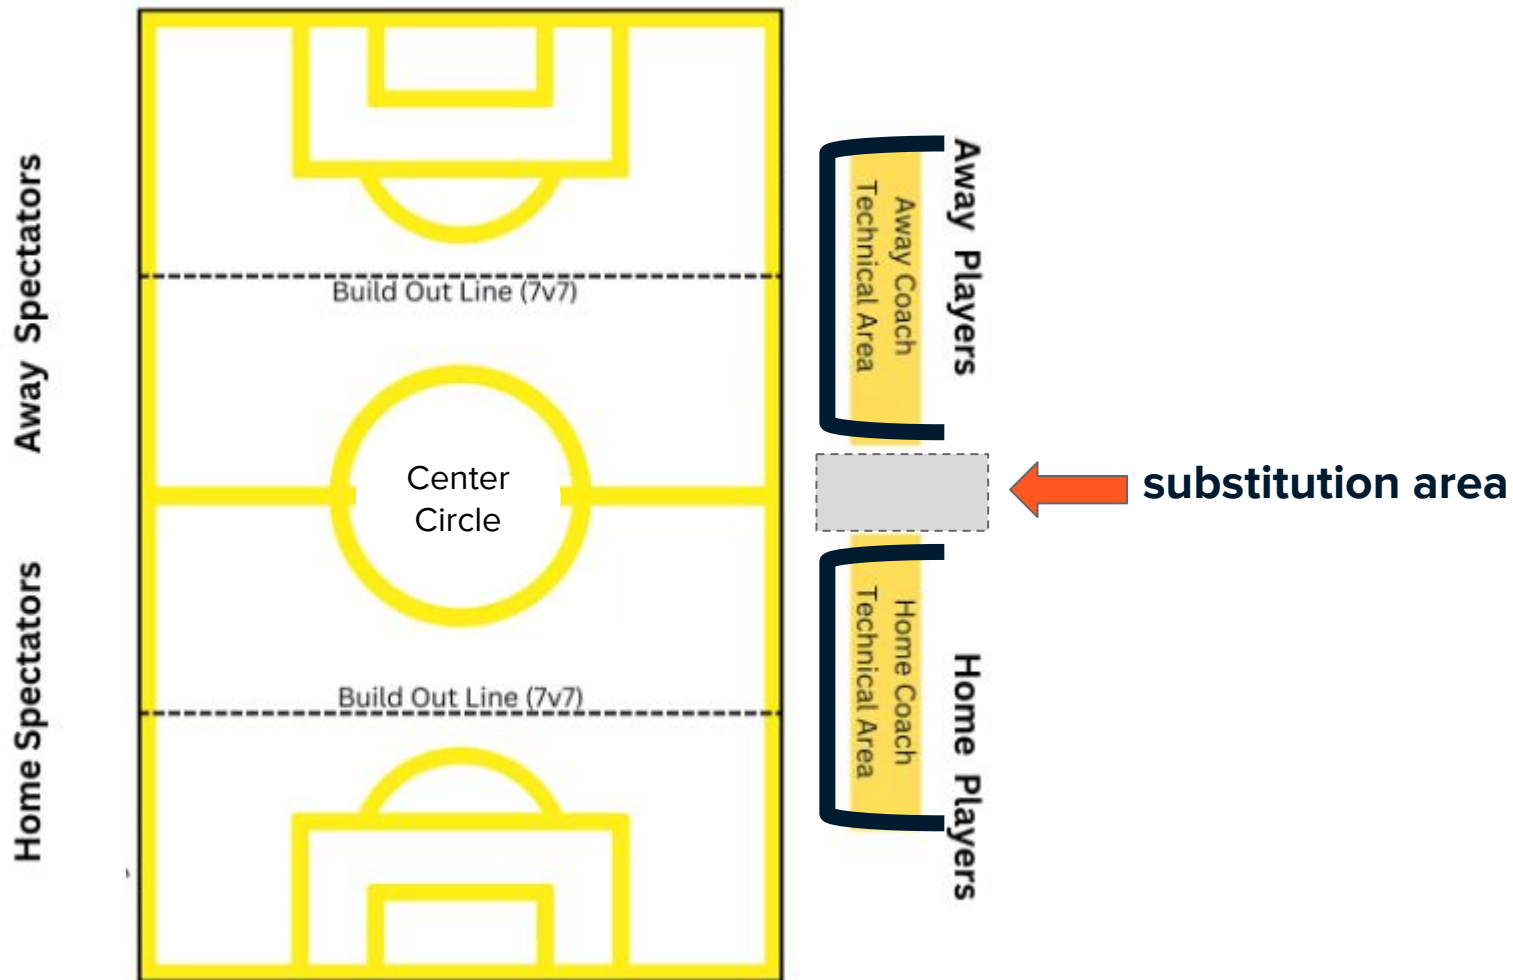 Away Spectators
Home Spectators
Build Out Line (7v7)
Center
Circle
Build Out Line (7v7)
Away Coach
Technical Area
Away Players
substitution area
Home Coach
Technical Area
Home Players